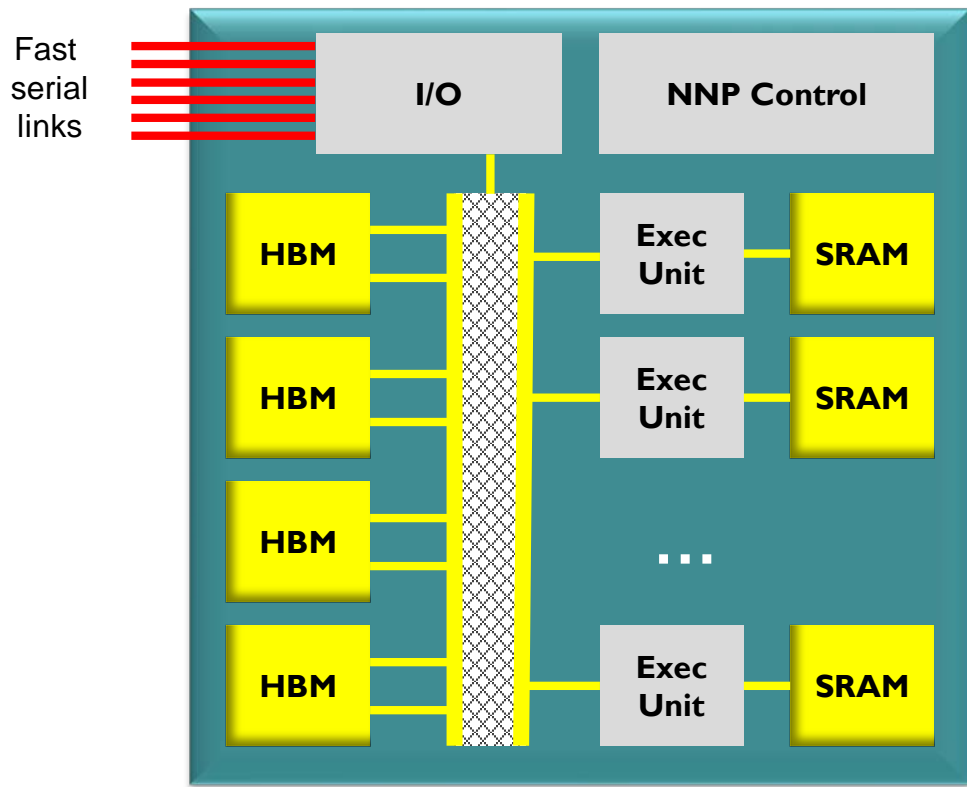 Fast
serial
links
I/O
NNP Control
HBM
Exec
Unit
SRAM
HBM
Exec
Unit
SRAM
HBM
...
HBM
Exec
Unit
SRAM